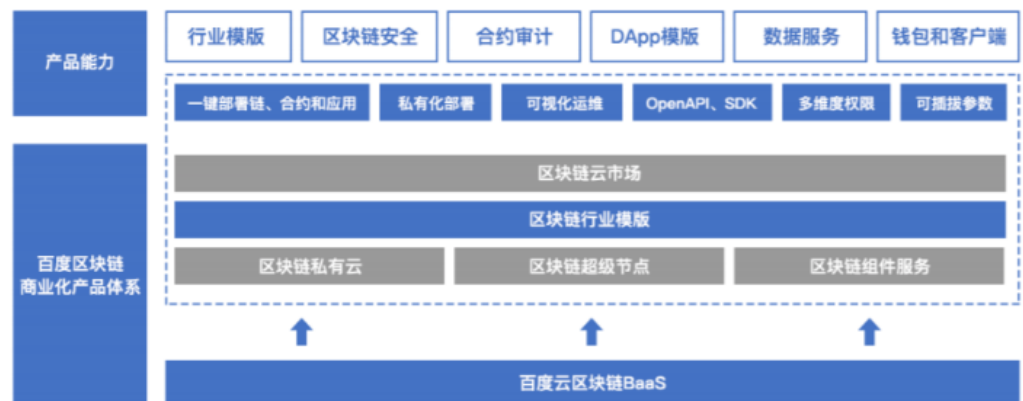 产品能力
行业模版
区块链安全
合约审计
DApp模版
数据服务
钱包和客户端
一键部署链、合约和应用
私有化部署
可视化运维
OpenAPI、SDK
多维度权限
可插拔参数
百度区块链
商业化产品体系
区块链云市场
区块链行业模版
区块链私有云
区块链超级节点
区块链组件服务
百度云区块链BaaS